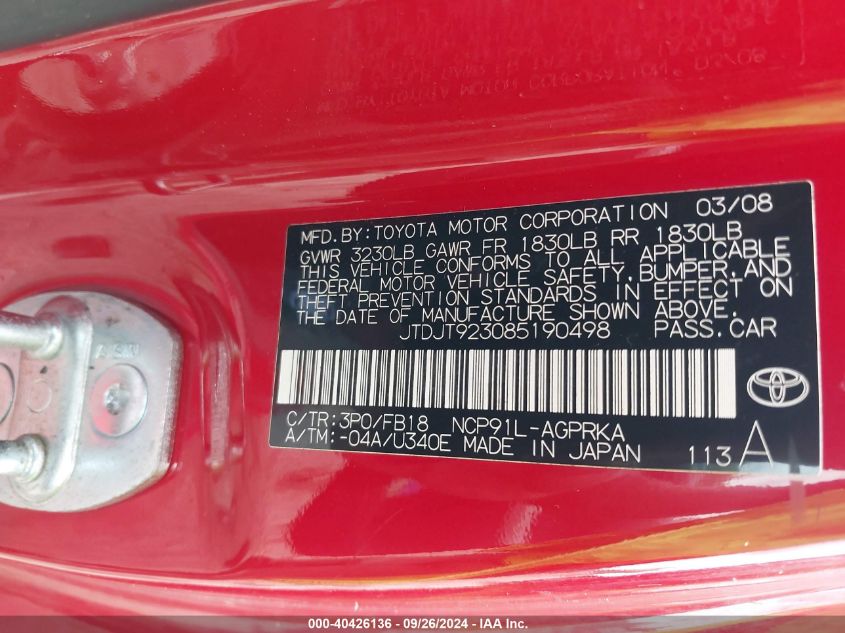 MFD.BY:TOYOTA MOTOR CORPORATION 03/08
GVWR 3230LB GAWR FR 1830LB RR 1830LB
THIS VEHICLE CONFORMS TO ALL APPLICABLE
FEDERAL MOTOR VEHICLE SAFETY,BUMPER,AND
THEFT PREVENTION STANDARDS IN EFFECT ON
THE DATE OF MANUFACTURE SHOWN ABOVE.
JTDJT923085190498 PASS.CAR
C/TR:3P0/FB18 NCP91L-AGPRKA
A/TM:-04A/U340E MADE IN JAPAN 113A
000-40426136 - 09/26/2024 - IAA Inc.